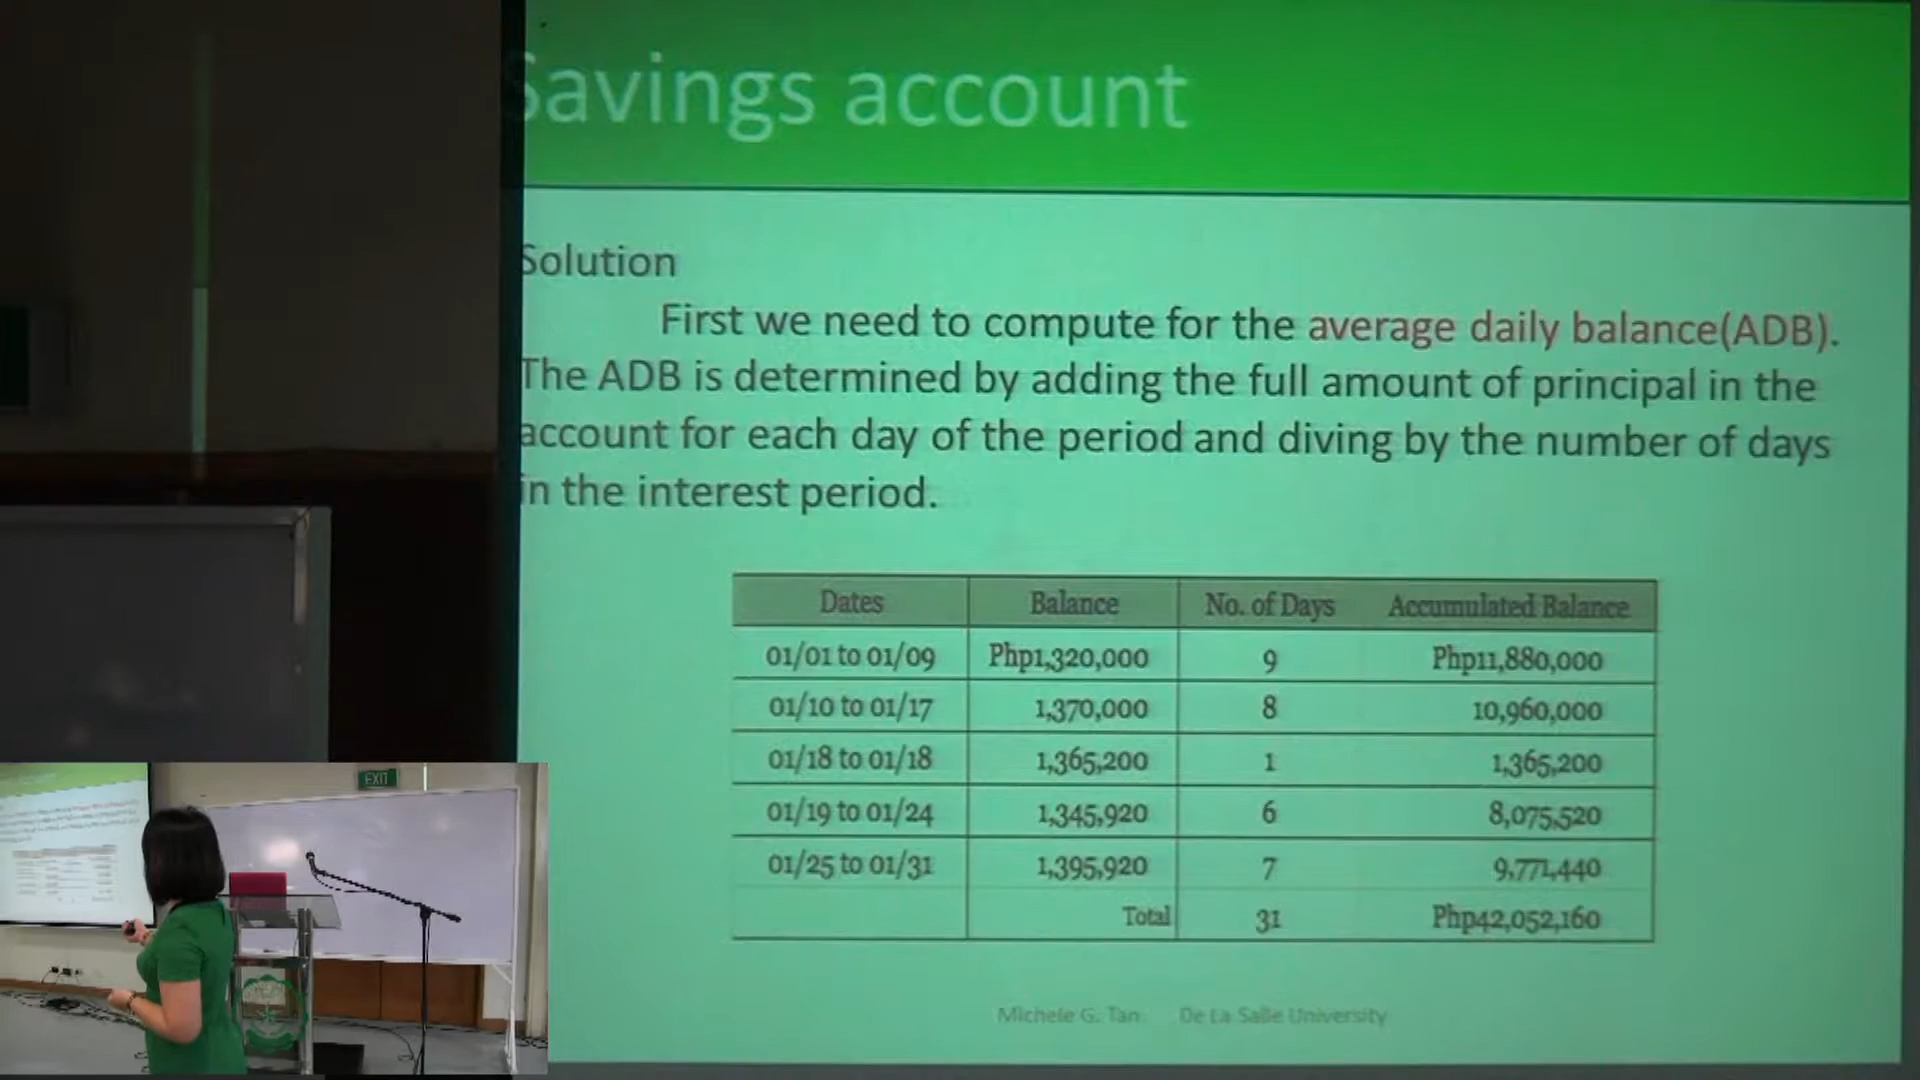 Savings account
Solution
First we need to compute for the average daily balance(ADB).
The ADB is determined by adding the full amount of principal in the
account for each day of the period and diving by the number of days
in the interest period.
Dates Balance No. of Days Accumulated Balance
01/01 to 01/09 Php1,320,000 9 Php11,880,000
01/10 to 01/17 1,370,000 8 10,960,000
01/18 to 01/18 1,365,200 1 1,365,200
01/19 to 01/24 1,345,920 6 8,075,520
01/25 to 01/31 1,395,920 7 9,771,440
Total 31 Php42,052,160
Michele G. Tan De La Salle University
EXIT